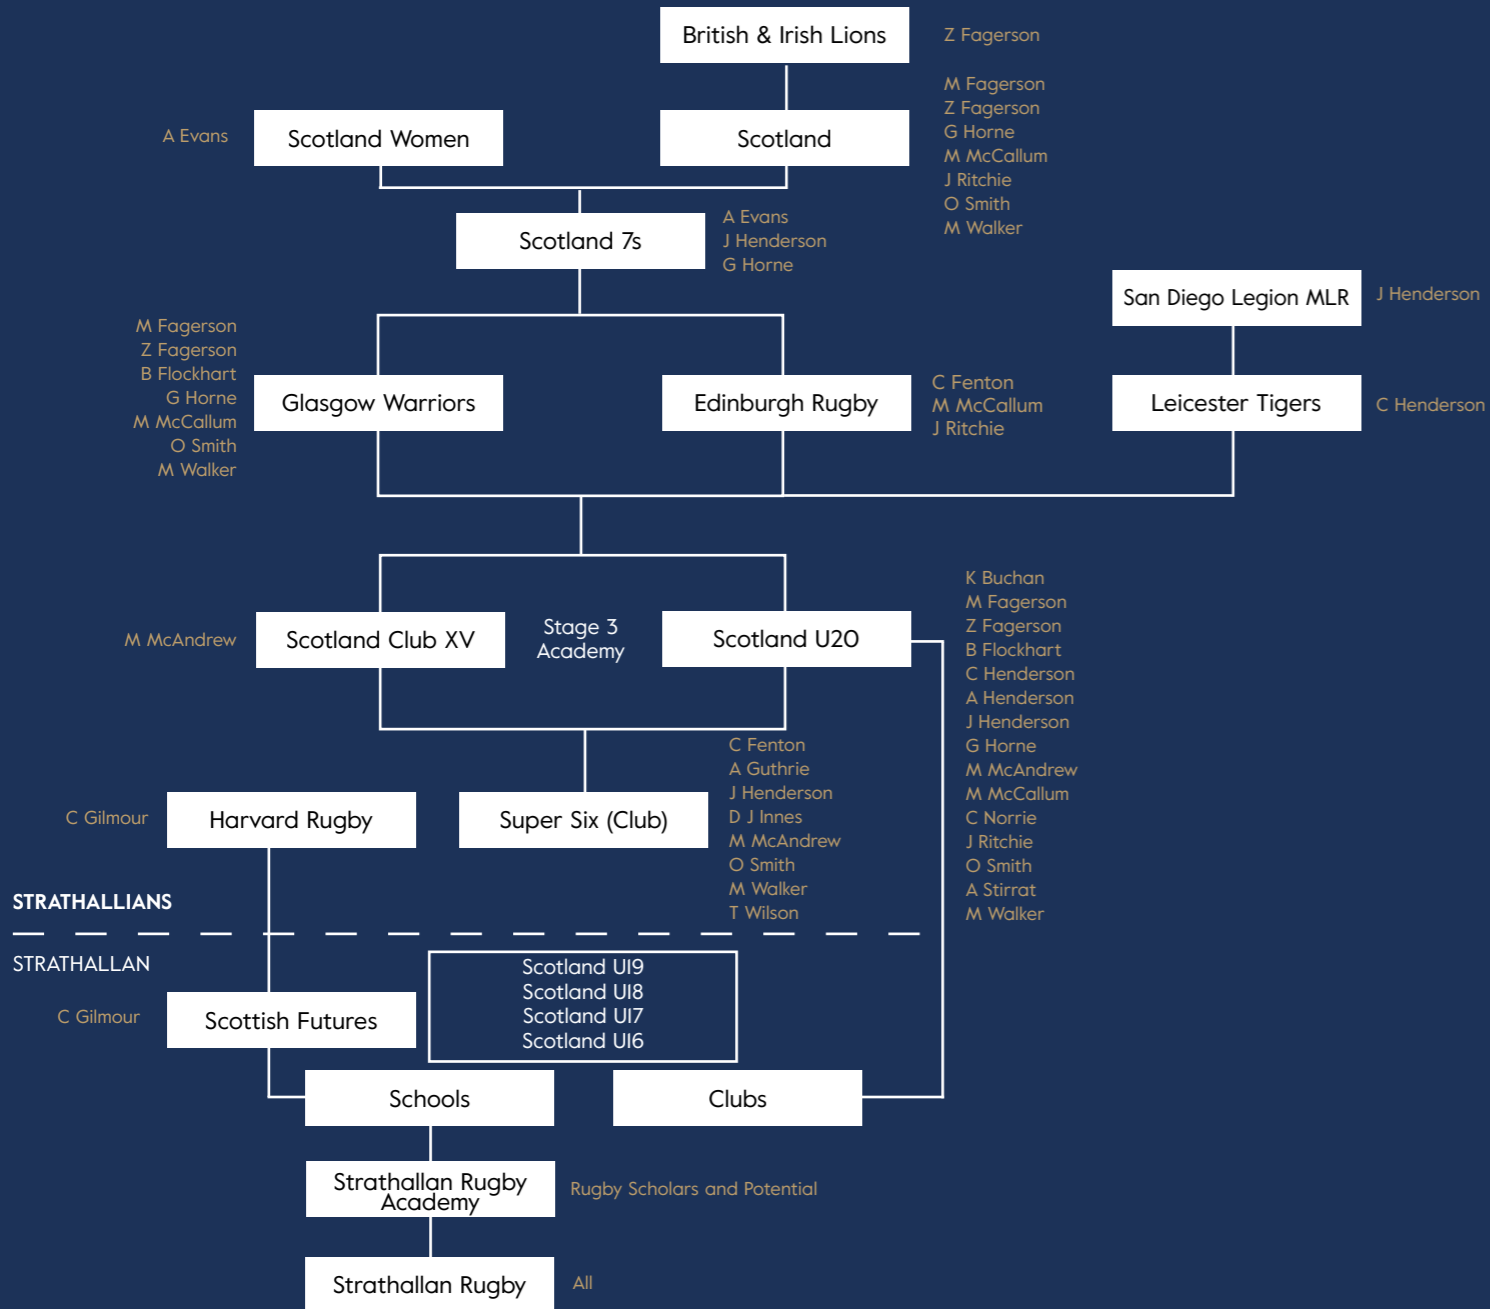 British & Irish Lions
Z Fagerson
Scotland Women
A Evans
Scotland
M Fagerson
Z Fagerson
G Horne
M McCallum
J Ritchie
O Smith
M Walker
Scotland 7s
A Evans
J Henderson
G Horne
San Diego Legion MLR
J Henderson
M Fagerson
Z Fagerson
B Flockhart
G Horne
M McCallum
O Smith
M Walker
Glasgow Warriors
Edinburgh Rugby
C Fenton
M McCallum
J Ritchie
Leicester Tigers
C Henderson
M McAndrew
Scotland Club XV
Stage 3
Academy
Scotland U20
K Buchan
M Fagerson
Z Fagerson
B Flockhart
C Henderson
A Henderson
J Henderson
G Horne
M McAndrew
M McCallum
C Norrie
J Ritchie
O Smith
A Stirrat
M Walker
C Gilmour
Harvard Rugby
Super Six (Club)
C Fenton
A Guthrie
J Henderson
D J Innes
M McAndrew
O Smith
M Walker
T Wilson
STRATHALLIANS
STRATHALLAN
C Gilmour
Scottish Futures
Scotland U19
Scotland U18
Scotland U17
Scotland U16
Schools
Clubs
Strathallan Rugby
Academy
Rugby Scholars and Potential
Strathallan Rugby
All